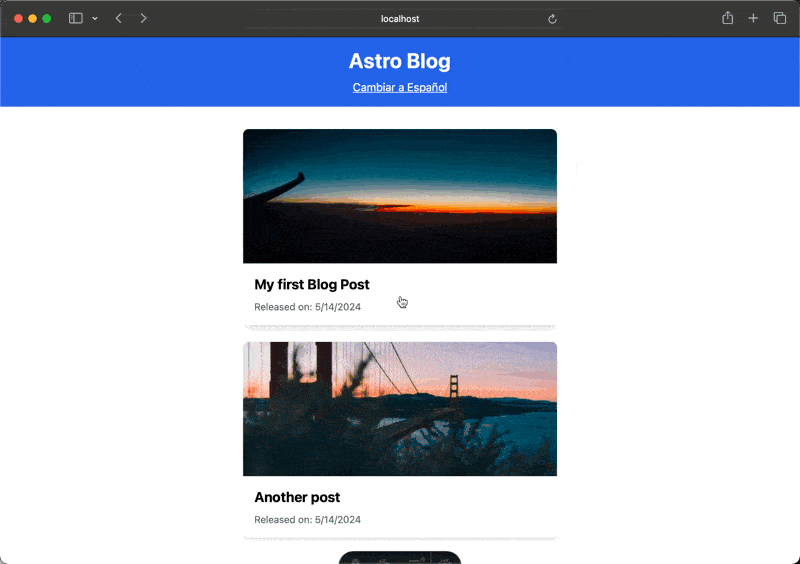 localhost
Astro Blog
Cambiar a Español
My first Blog Post
Released on: 5/14/2024
Another post
Released on: 5/14/2024